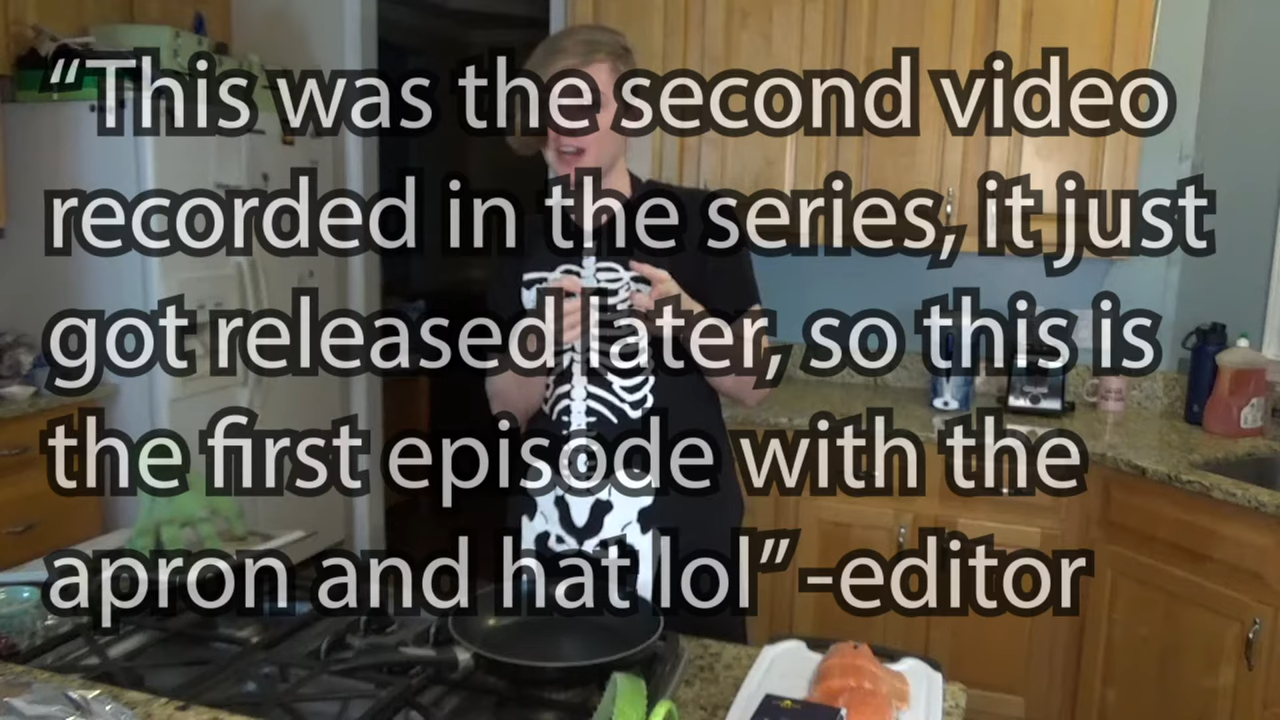 “This was the second video
recorded in the series, it just
got released later, so this is
the first episode with the
apron and hat lol” -editor